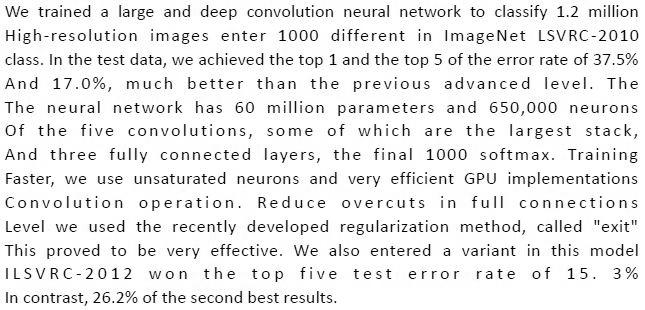 We trained a large and deep convolution neural network to classify 1.2 million
High-resolution images enter 1000 different in ImageNet LSVRC-2010
class. In the test data, we achieved the top 1 and the top 5 of the error rate of 37.5%
And 17.0%, much better than the previous advanced level. The
The neural network has 60 million parameters and 650,000 neurons
Of the five convolutions, some of which are the largest stack,
And three fully connected layers, the final 1000 softmax. Training
Faster, we use unsaturated neurons and very efficient GPU implementations
Convolution operation. Reduce overcuts in full connections
Level we used the recently developed regularization method, called "exit"
This proved to be very effective. We also entered a variant in this model
ILSVRC-2012 won the top five test error rate of 15. 3%
In contrast, 26.2% of the second best results.